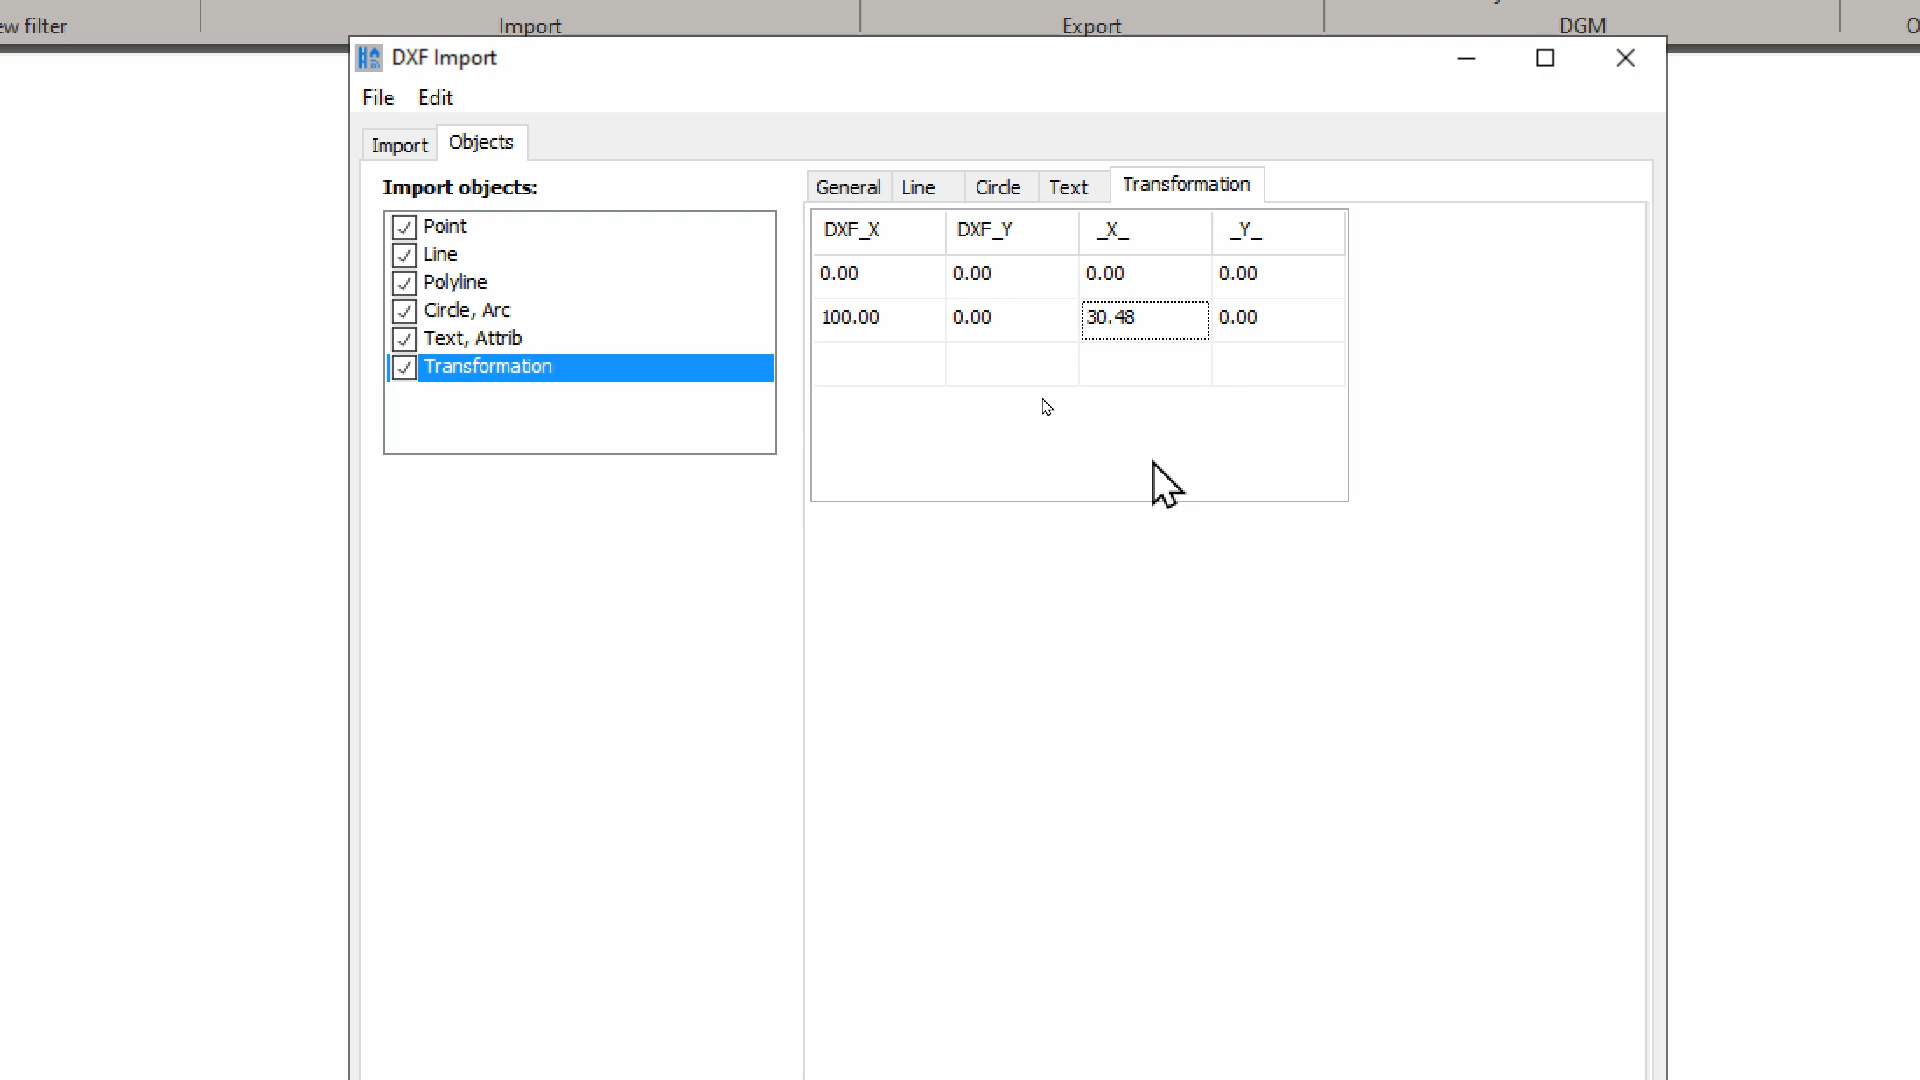 ew filter Import Export DGM
DXF Import
File Edit
Import Objects
Import objects:
General Line Circle Text Transformation
Point
Line
Polyline
Circle, Arc
Text, Attrib
Transformation
DXF_X DXF_Y _X_ _Y_
0.00 0.00 0.00 0.00
100.00 0.00 30.48 0.00